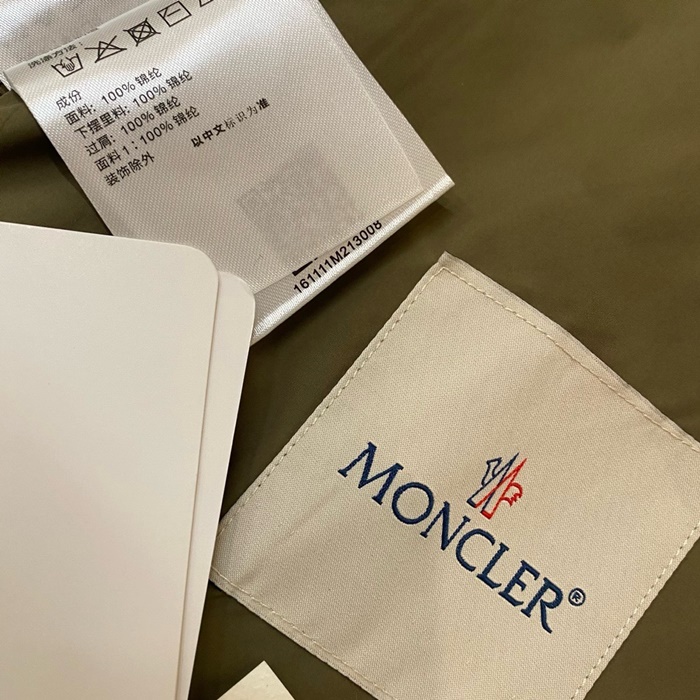 成份
面料: 100% 锦纶
下摆里料: 100% 锦纶
过肩: 100% 锦纶
面料 1: 100% 锦纶
装饰除外
以中文标识为准
161111M213008
MONCLER®